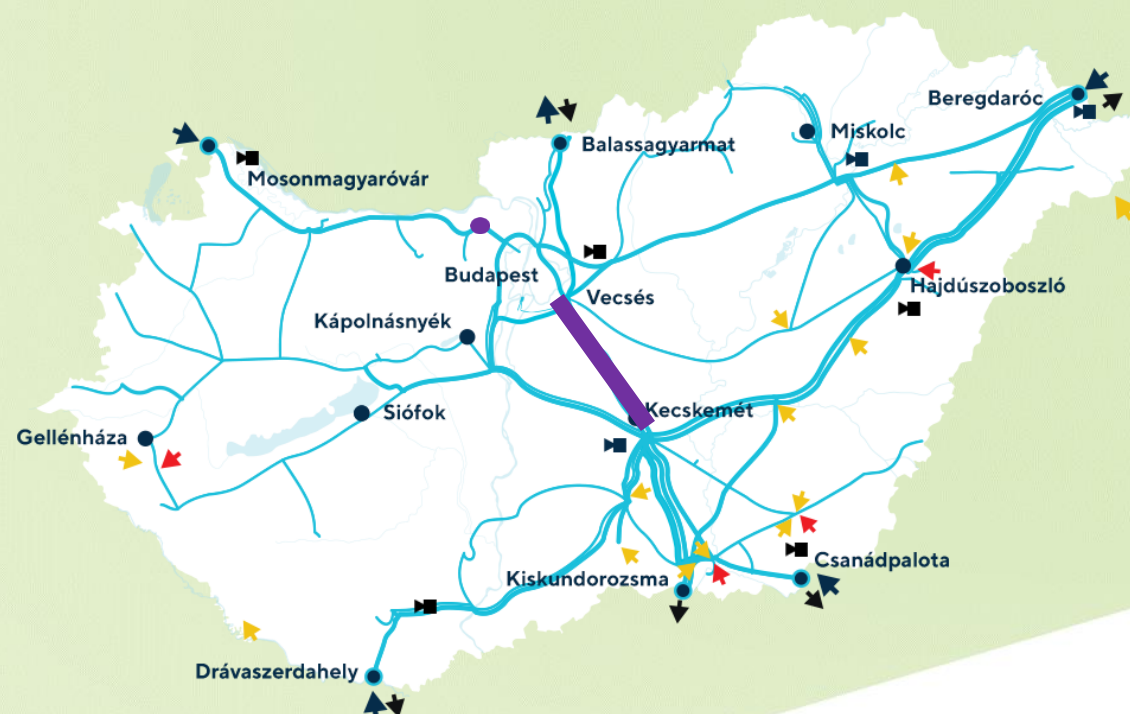 Beregdaróc
Miskolc
Balassagyarmat
Mosonmagyaróvár
Budapest
Hajdúszoboszló
Vecsés
Kápolnásnyék
Kecskemét
Siófok
Gellénháza
Csanádpalota
Kiskundorozsma
Drávaszerdahely